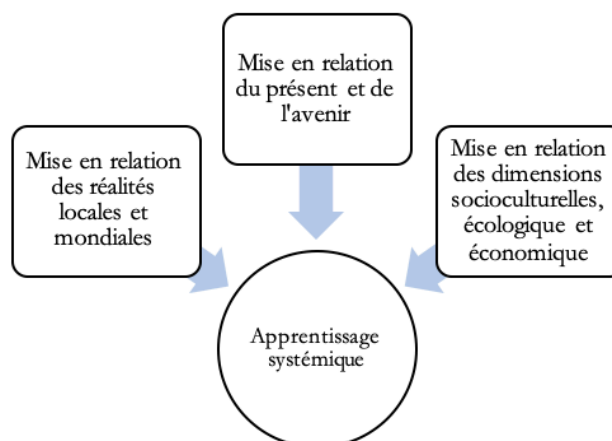 Mise en relation
du présent et de
l'avenir
Mise en relation
des réalités
locales et
mondiales
Mise en relation
des dimensions
socioculturelles,
écologique et
économique
Apprentissage
systémique